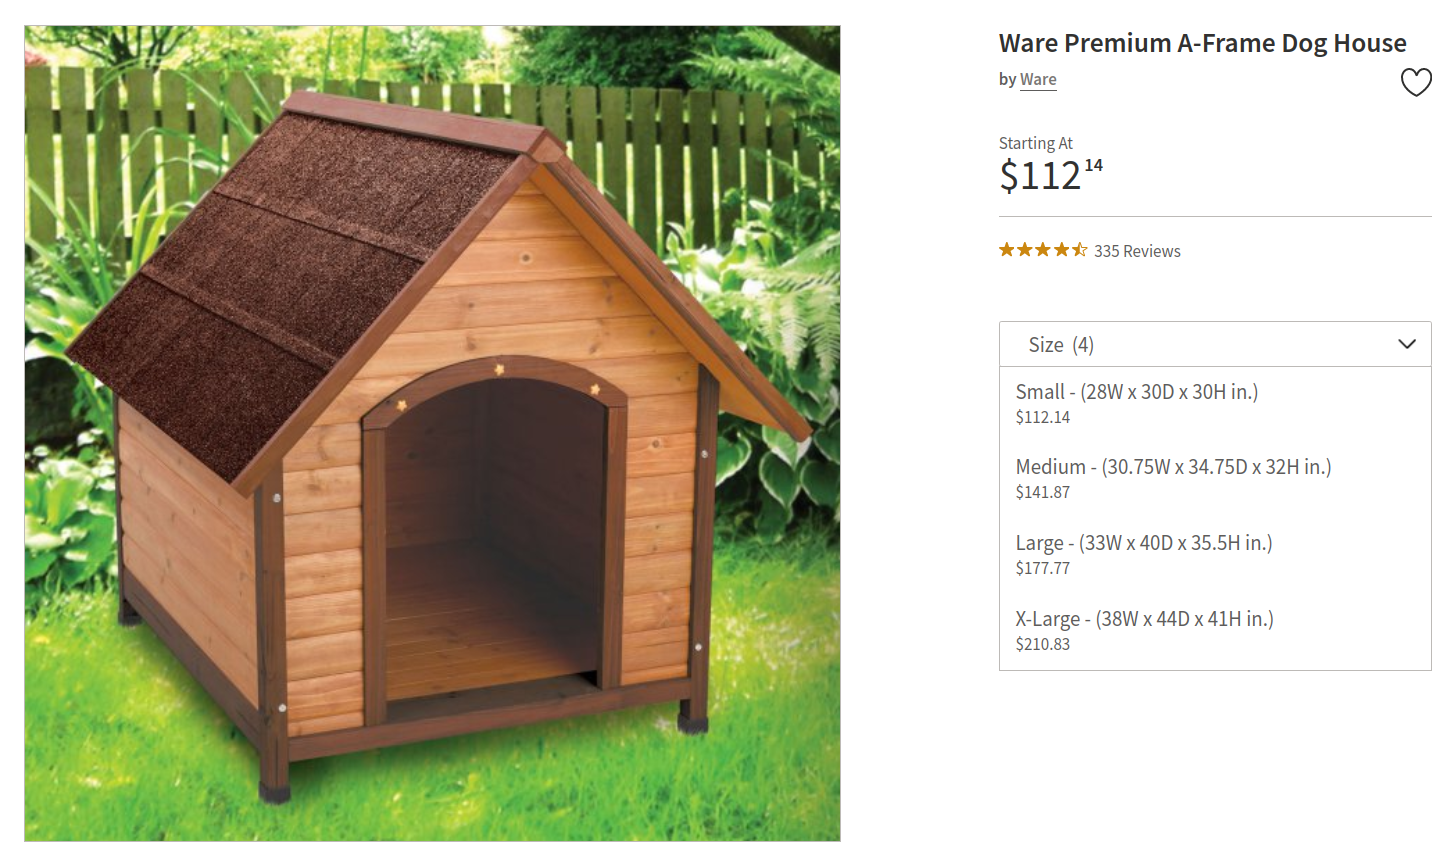 Ware Premium A-Frame Dog House
by Ware
Starting At
$112 14
335 Reviews
Size (4)
Small - (28W x 30D x 30H in.)
$112.14
Medium - (30.75W x 34.75D x 32H in.)
$141.87
Large - (33W x 40D x 35.5H in.)
$177.77
X-Large - (38W x 44D x 41H in.)
$210.83